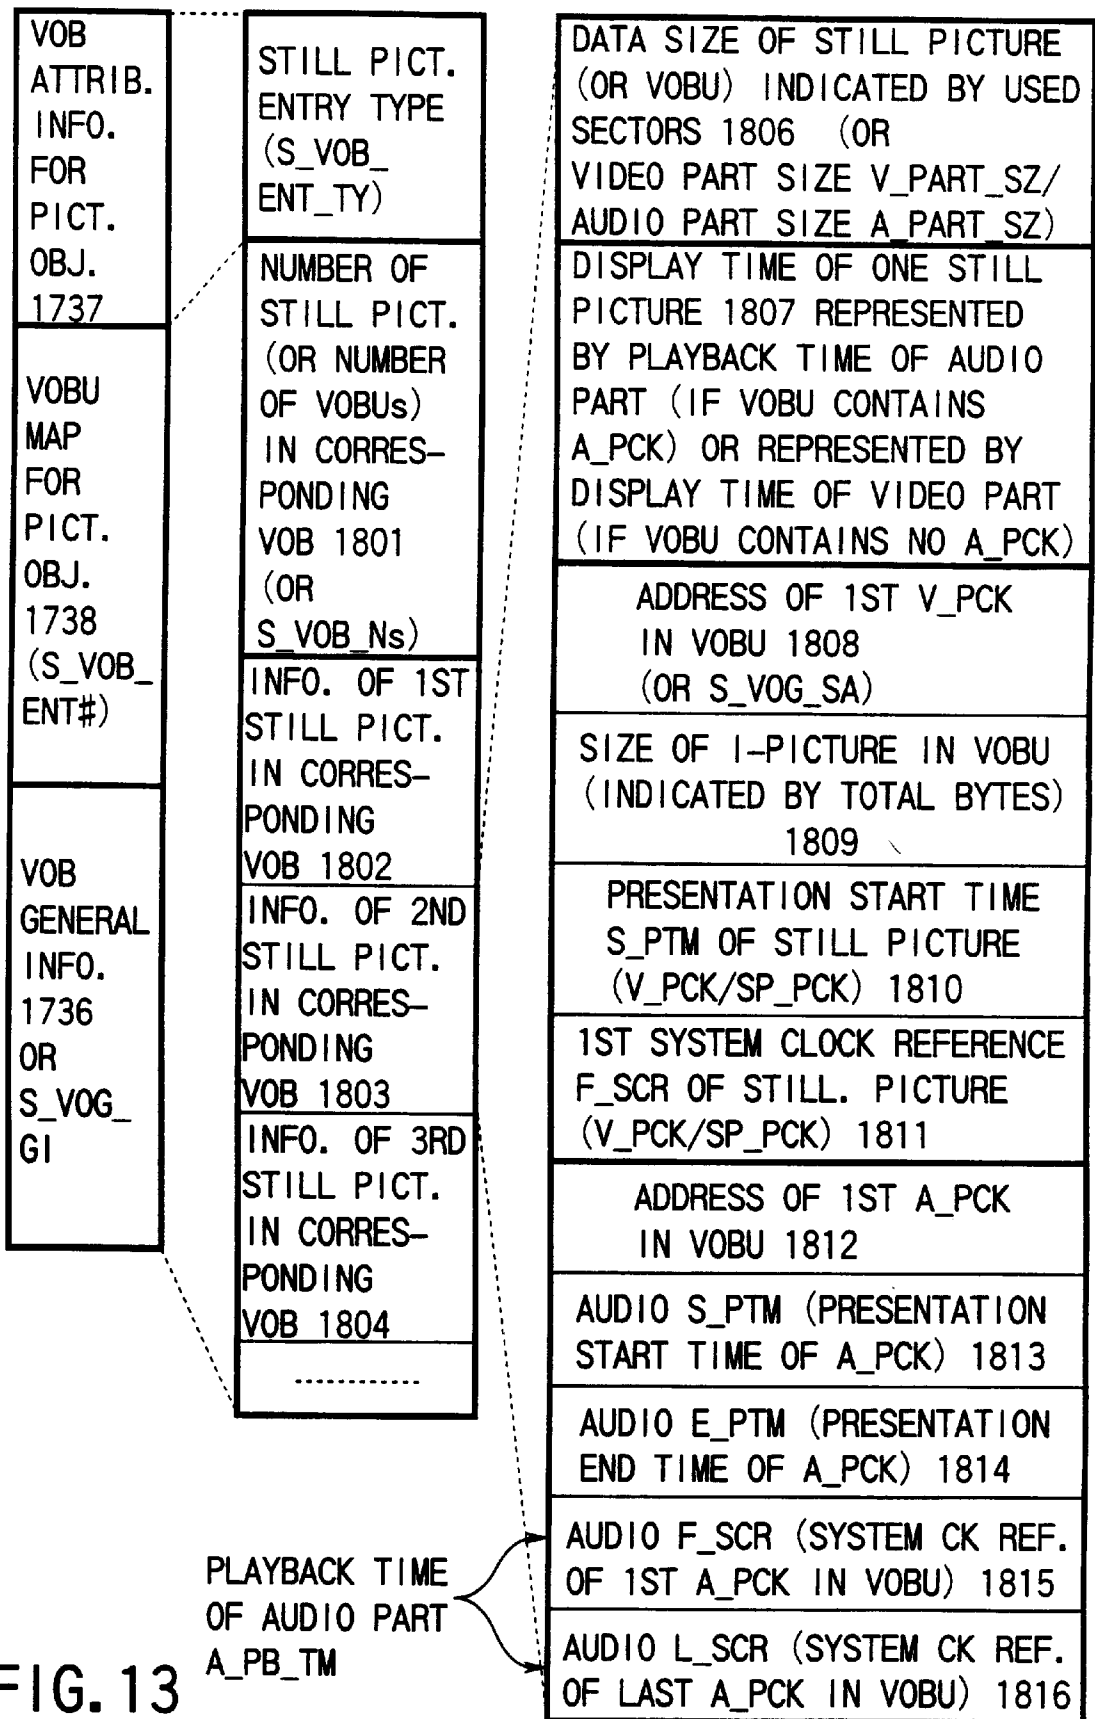 VOB
ATTRIB.
INFO.
FOR
PICT.
OBJ.
1737
VOBU
MAP
FOR
PICT.
OBJ.
1738
(S_VOB_
ENT#)
VOB
GENERAL
INFO.
1736
OR
S_VOG_
GI
STILL PICT.
ENTRY TYPE
(S_VOB_
ENT_TY)
NUMBER OF
STILL PICT.
(OR NUMBER
OF VOBUs)
IN CORRES-
PONDING
VOB 1801
(OR
S_VOB_Ns)
INFO. OF 1ST
STILL PICT.
IN CORRES-
PONDING
VOB 1802
INFO. OF 2ND
STILL PICT.
IN CORRES-
PONDING
VOB 1803
INFO. OF 3RD
STILL PICT.
IN CORRES-
PONDING
VOB 1804
............
DATA SIZE OF STILL PICTURE
(OR VOBU) INDICATED BY USED
SECTORS 1806 (OR
VIDEO PART SIZE V_PART_SZ/
AUDIO PART SIZE A_PART_SZ)
DISPLAY TIME OF ONE STILL
PICTURE 1807 REPRESENTED
BY PLAYBACK TIME OF AUDIO
PART (IF VOBU CONTAINS
A_PCK) OR REPRESENTED BY
DISPLAY TIME OF VIDEO PART
(IF VOBU CONTAINS NO A_PCK)
ADDRESS OF 1ST V_PCK
IN VOBU 1808
(OR S_VOG_SA)
SIZE OF I-PICTURE IN VOBU
(INDICATED BY TOTAL BYTES)
1809
PRESENTATION START TIME
S_PTM OF STILL PICTURE
(V_PCK/SP_PCK) 1810
1ST SYSTEM CLOCK REFERENCE
F_SCR OF STILL. PICTURE
(V_PCK/SP_PCK) 1811
ADDRESS OF 1ST A_PCK
IN VOBU 1812
AUDIO S_PTM (PRESENTATION
START TIME OF A_PCK) 1813
AUDIO E_PTM (PRESENTATION
END TIME OF A_PCK) 1814
AUDIO F_SCR (SYSTEM CK REF.
OF 1ST A_PCK IN VOBU) 1815
AUDIO L_SCR (SYSTEM CK REF.
OF LAST A_PCK IN VOBU) 1816
PLAYBACK TIME
OF AUDIO PART
A_PB_TM
FIG. 13